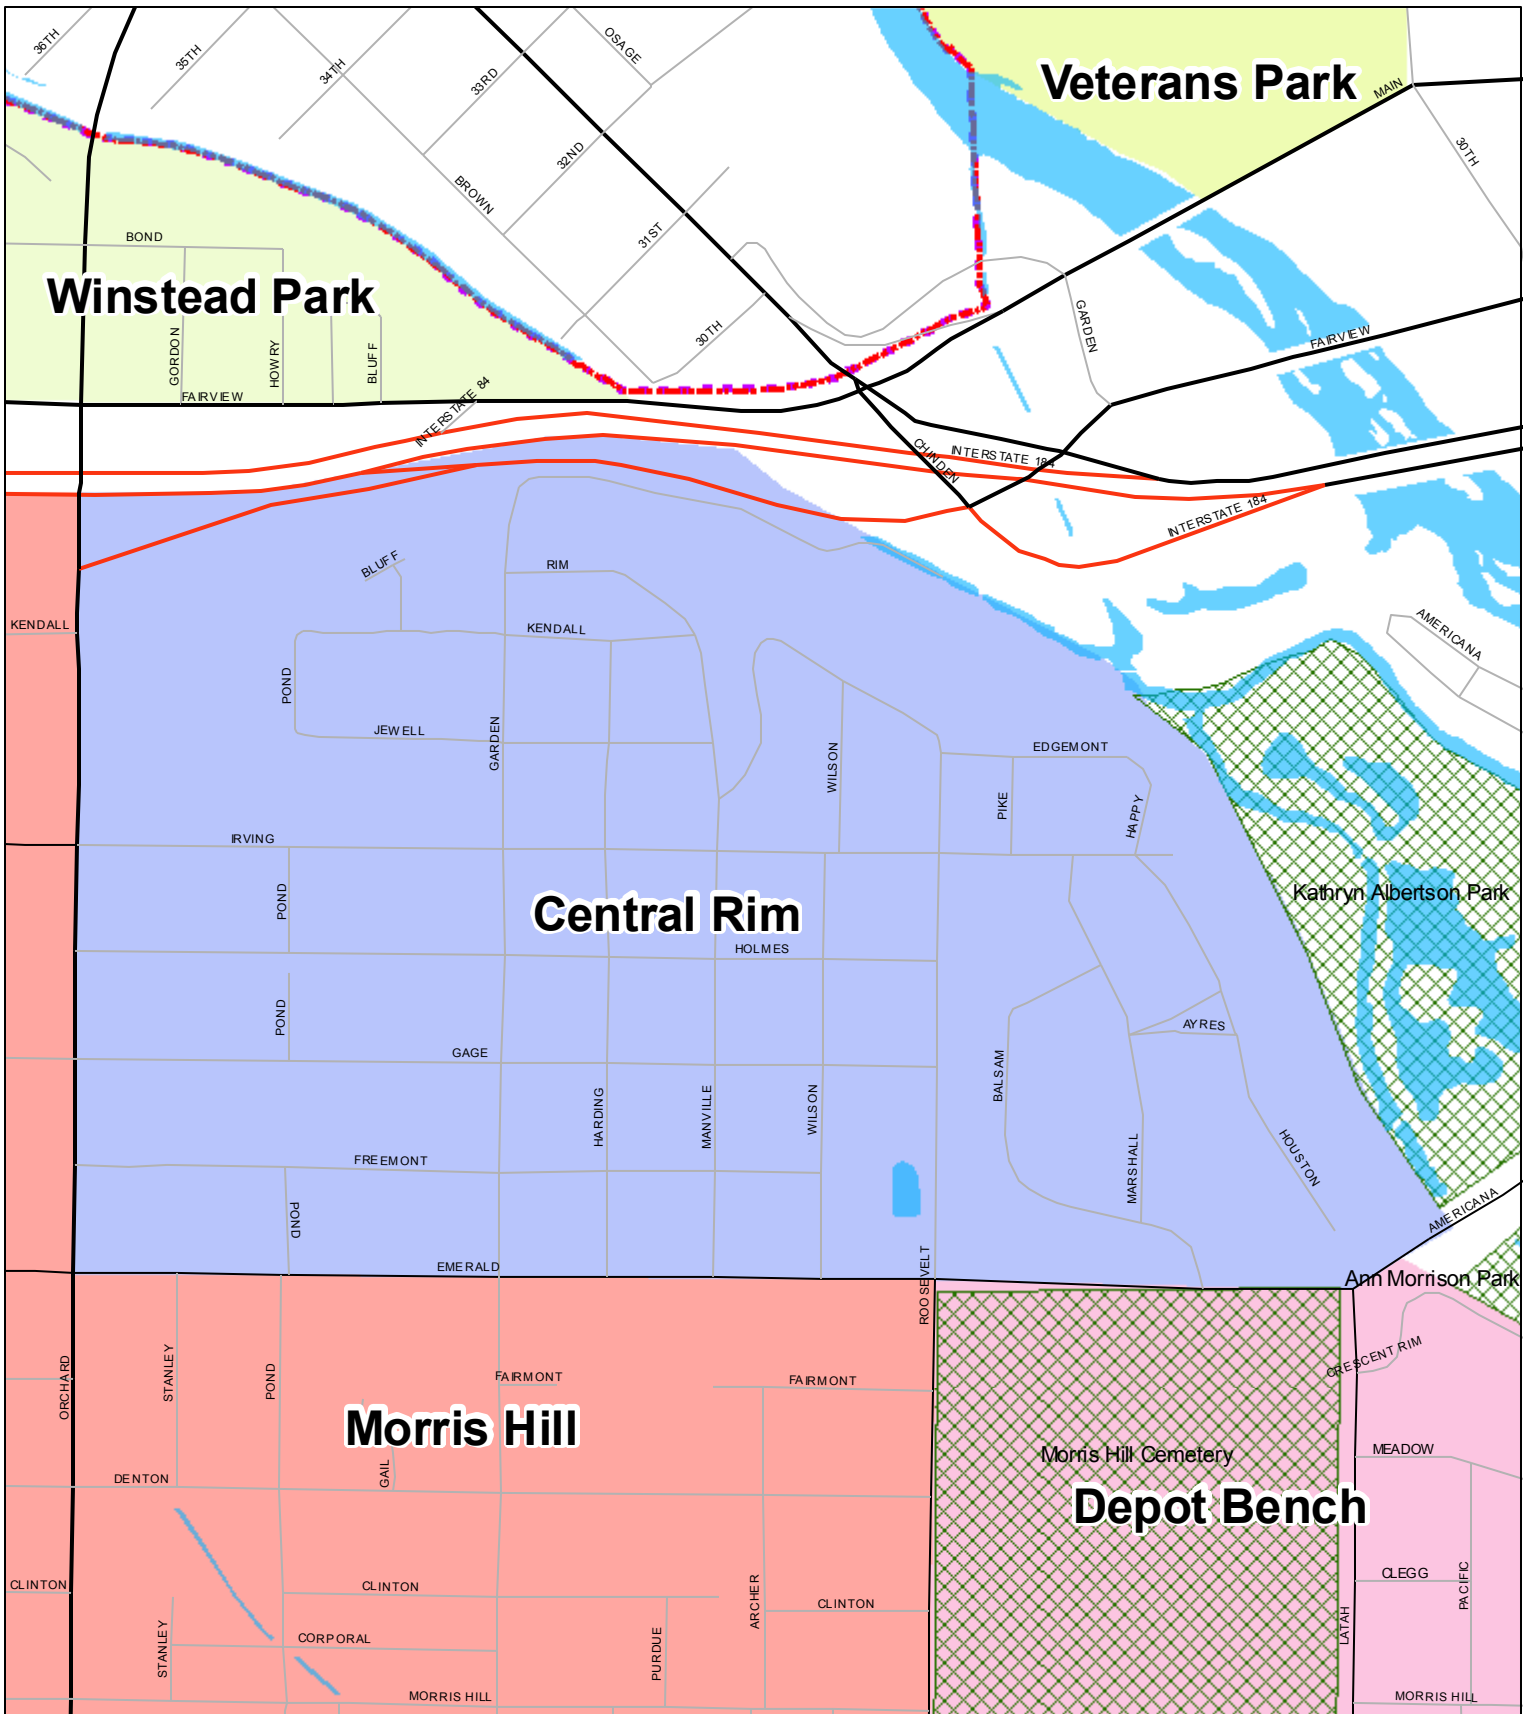 36TH
35TH
34TH
33RD
OSAGE
Veterans Park
MAIN
30TH
32ND
BROWN
31ST
BOND
Winstead Park
GORDON
HOWRY
BLUFF
30TH
GARDEN
FAIRVIEW
FAIRVIEW
INTERSTATE 84
CHINDEN
INTERSTATE 184
INTERSTATE 184
BLUFF
RIM
KENDALL
KENDALL
AMERICANA
POND
JEWELL
GARDEN
WILSON
EDGEMONT
PIKE
HAPPY
IRVING
POND
Central Rim
Kathryn Albertson Park
HOLMES
POND
GAGE
AYRES
BALSAM
HARDING
MANVILLE
WILSON
FREEMONT
MARSHALL
HOUSTON
POND
AMERICANA
EMERALD
ROOSEVELT
Ann Morrison Park
ORCHARD
STANLEY
POND
FAIRMONT
FAIRMONT
CRESCENT RIM
Morris Hill
Morris Hill Cemetery
MEADOW
DENTON
GAIL
Depot Bench
CLINTON
CLINTON
ARCHER
CLINTON
CLEGG
PACIFIC
STANLEY
CORPORAL
PURDUE
LATAH
MORRIS HILL
MORRIS HILL